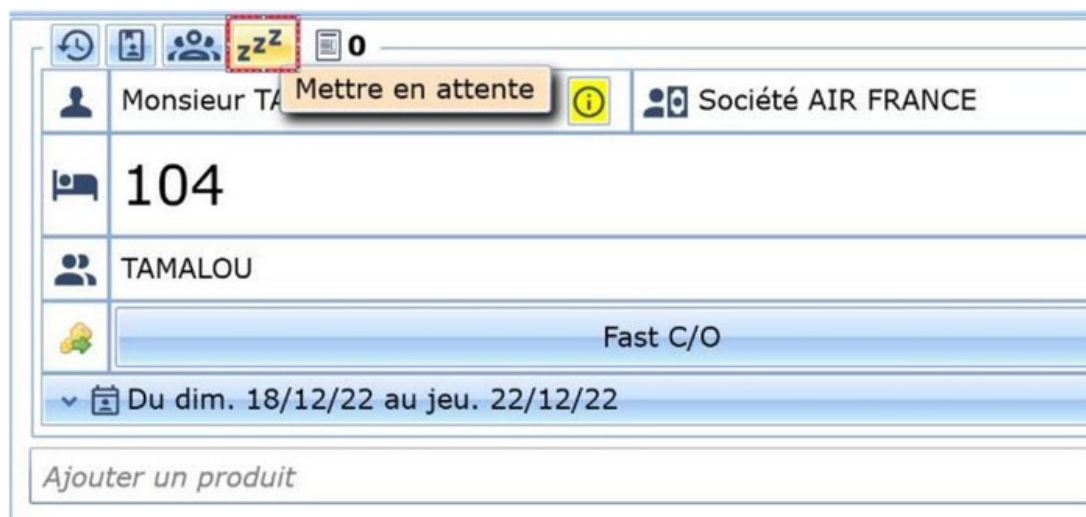 zzz 0
Mettre en attente
Monsieur TA Société AIR FRANCE
104
TAMALOU
Fast C/O
Du dim. 18/12/22 au jeu. 22/12/22
Ajouter un produit